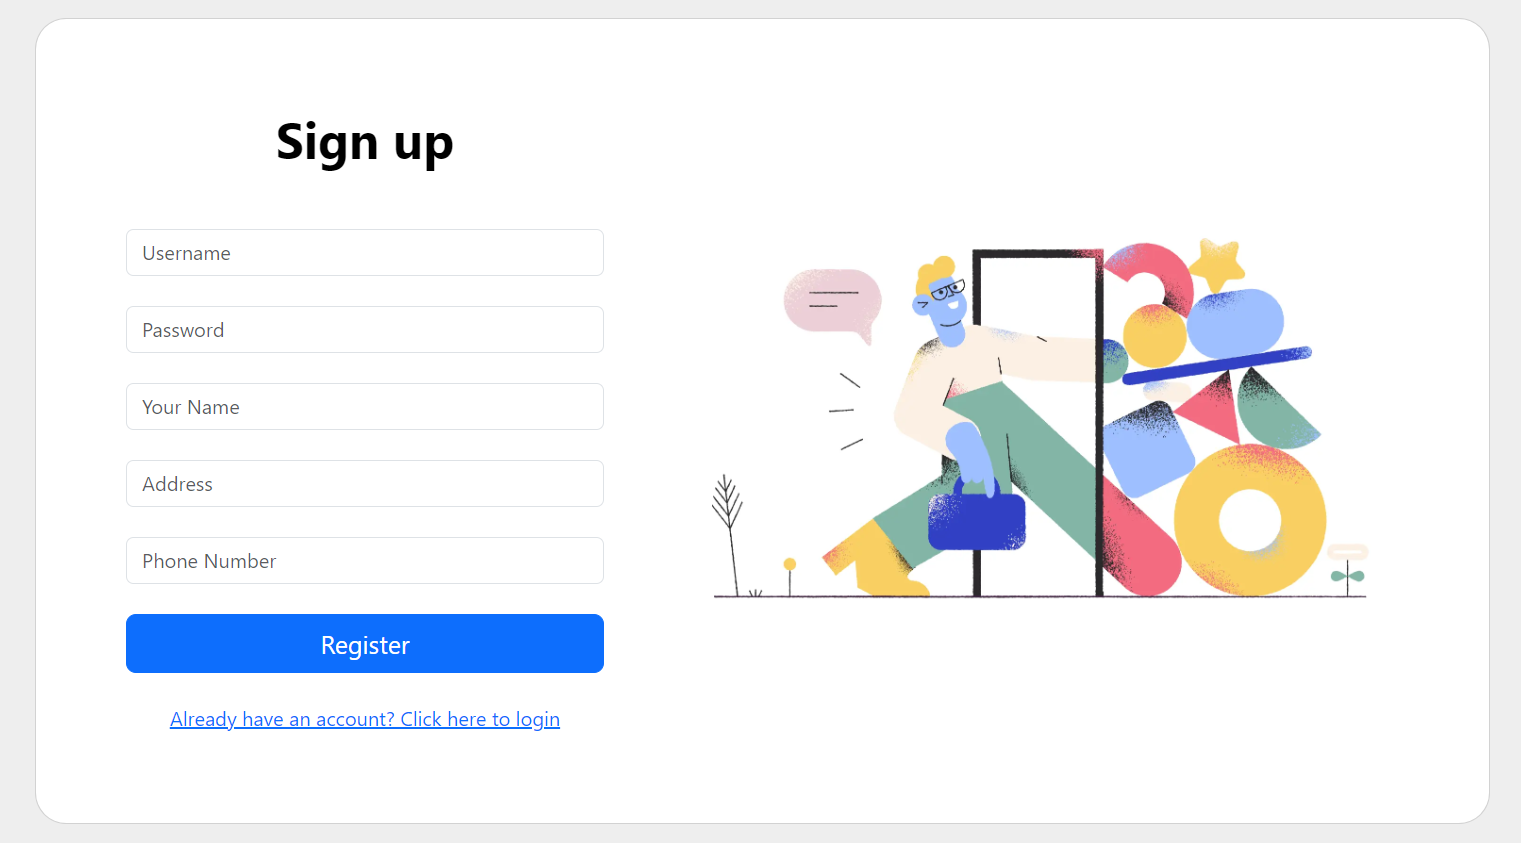 Sign up
Username
Password
Your Name
Address
Phone Number
Register
Already have an account? Click here to login